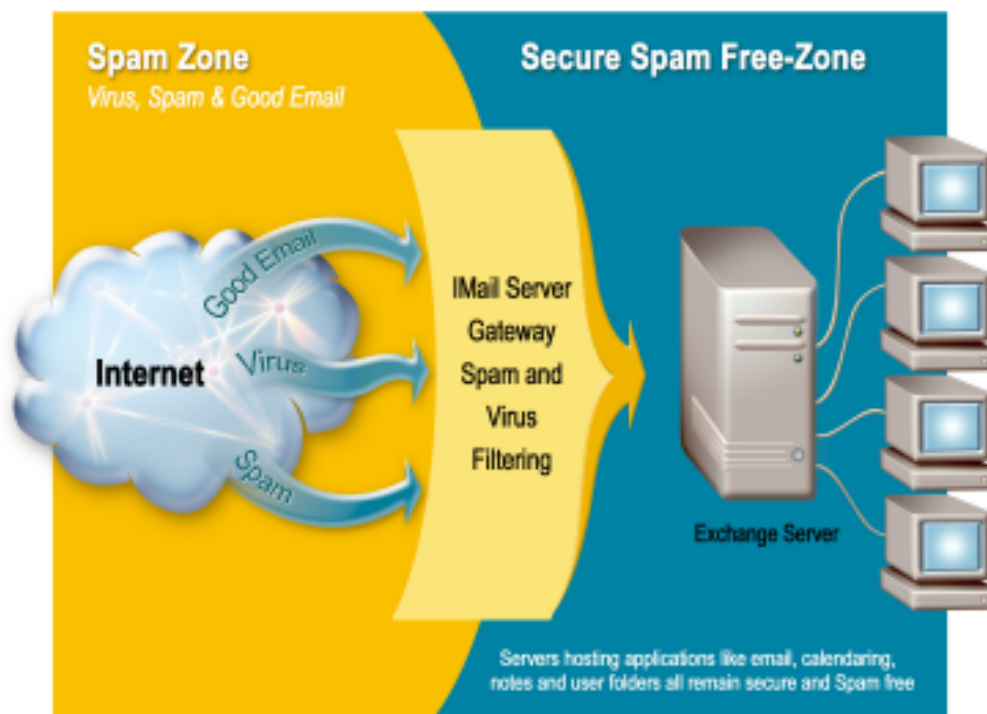 Spam Zone
Virus, Spam & Good Email
Secure Spam Free-Zone
Good Email
Internet
Virus
Spam
IMail Server
Gateway
Spam and
Virus
Filtering
Exchange Server
Servers hosting applications like email, calendaring,
notes and user folders all remain secure and Spam free